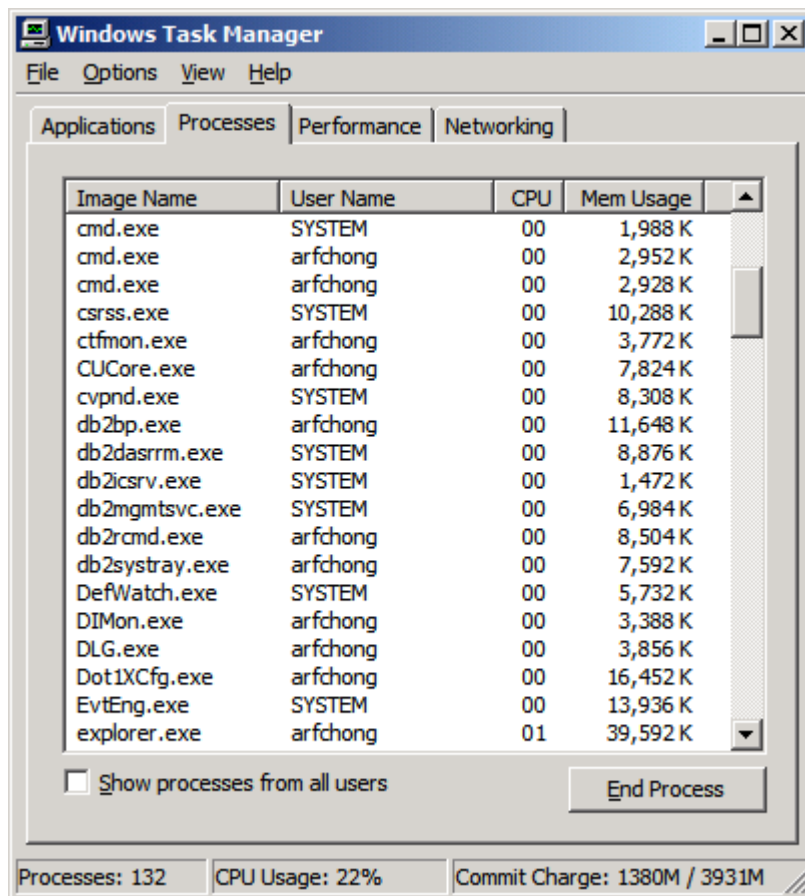 Windows Task Manager
File Options View Help
Applications Processes Performance Networking
Image Name User Name CPU Mem Usage
cmd.exe SYSTEM 00 1,988 K
cmd.exe arfchong 00 2,952 K
cmd.exe arfchong 00 2,928 K
csrss.exe SYSTEM 00 10,288 K
ctfmon.exe arfchong 00 3,772 K
CUCore.exe arfchong 00 7,824 K
cvpnd.exe SYSTEM 00 8,308 K
db2bp.exe arfchong 00 11,648 K
db2dasrrm.exe SYSTEM 00 8,876 K
db2icsrv.exe SYSTEM 00 1,472 K
db2mgmtsvc.exe SYSTEM 00 6,984 K
db2rcmd.exe arfchong 00 8,504 K
db2systray.exe arfchong 00 7,592 K
DefWatch.exe SYSTEM 00 5,732 K
DIMon.exe arfchong 00 3,388 K
DLG.exe arfchong 00 3,856 K
Dot1XCfg.exe arfchong 00 16,452 K
EvtEng.exe SYSTEM 00 13,936 K
explorer.exe arfchong 01 39,592 K
Show processes from all users End Process
Processes: 132 CPU Usage: 22% Commit Charge: 1380M / 3931M